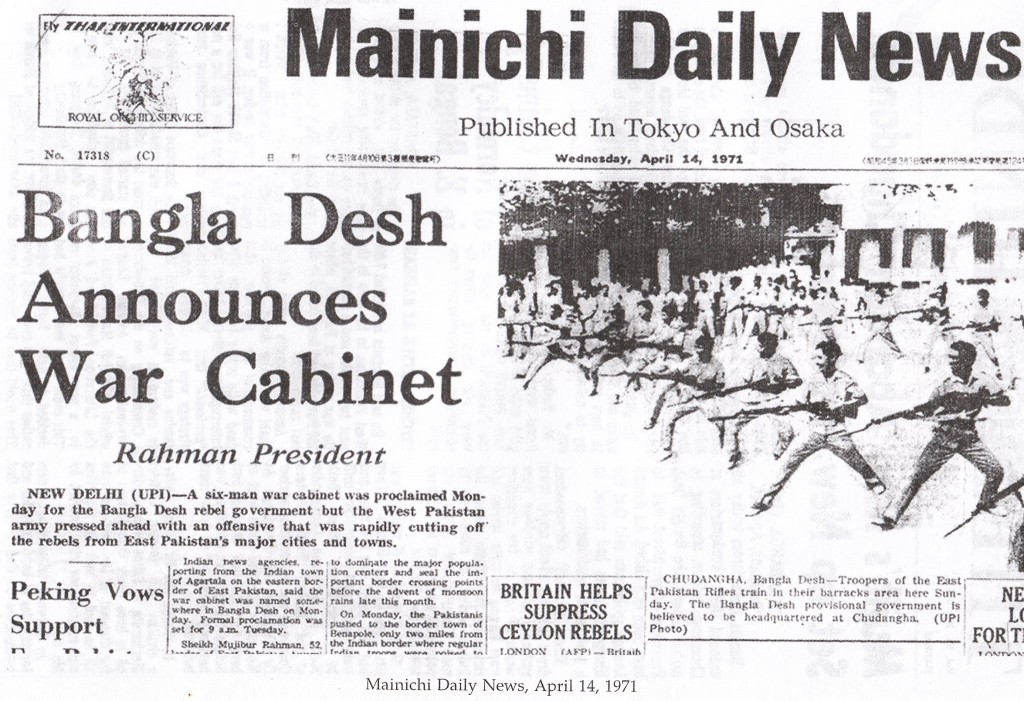 Fly THAI INTERNATIONAL
ROYAL ORCHID SERVICE
Mainichi Daily News
Published In Tokyo And Osaka
No. 17318 (C)
日 刊
Wednesday, April 14, 1971
Bangla Desh
Announces
War Cabinet
Rahman President
NEW DELHI (UPI)—A six-man war cabinet was proclaimed Mon-
day for the Bangla Desh rebel government but the West Pakistan
army pressed ahead with an offensive that was rapidly cutting off
the rebels from East Pakistan's major cities and towns.
Peking Vows
Support
Indian news agencies, re-
porting from the Indian town
of Agartala on the eastern bor-
der of East Pakistan, said the
war cabinet was named some-
where in Bangla Desh on Mon-
day. Formal proclamation was
set for 9 a.m. Tuesday.
Sheikh Mujibur Rahman, 52,
to dominate the major popula-
tion centers and seal the im-
portant border crossing points
before the advent of monsoon
rains late this month.
On Monday, the Pakistanis
pushed to the border town of
Benapole, only two miles from
the Indian border where regular
Indian troops were poised to
BRITAIN HELPS
SUPPRESS
CEYLON REBELS
LONDON (AFP)—British
CHUDANGHA, Bangla Desh—Troopers of the East
Pakistan Rifles train in their barracks area here Sun-
day. The Bangla Desh provisional government is
believed to be headquartered at Chudangha. (UPI
Photo)
NE
LO
FOR T
LONDON
Mainichi Daily News, April 14, 1971